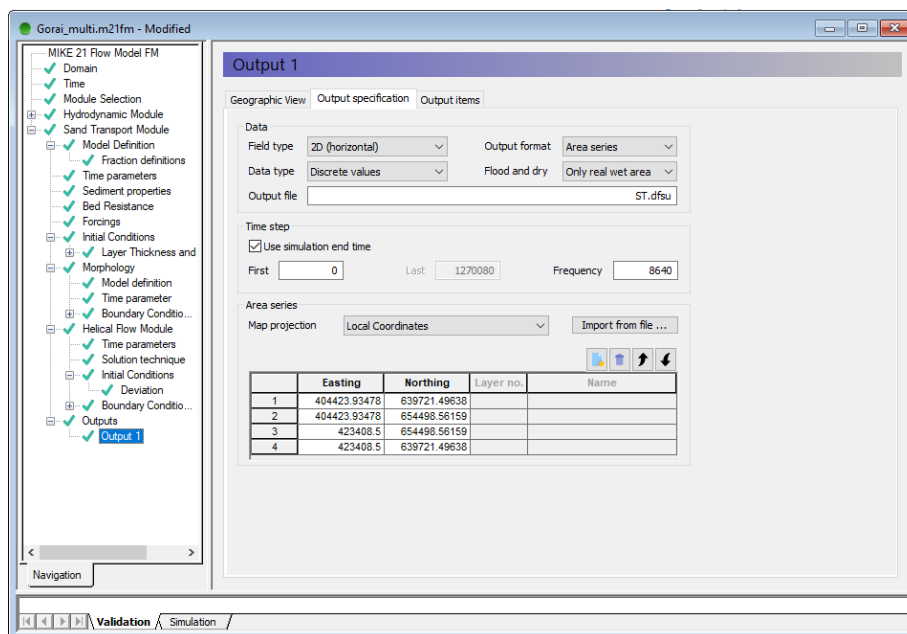 Gorai_multi.m21fm - Modified
MIKE 21 Flow Model FM
Domain
Time
Module Selection
Hydrodynamic Module
Sand Transport Module
Model Definition
Fraction definitions
Time parameters
Sediment properties
Bed Resistance
Forcings
Initial Conditions
Layer Thickness and
Morphology
Model definition
Time parameter
Boundary Conditio...
Helical Flow Module
Time parameters
Solution technique
Initial Conditions
Deviation
Boundary Conditio...
Outputs
Output 1
Navigation
Output 1
Geographic View Output specification Output items
Data
Field type 2D (horizontal) Output format Area series
Data type Discrete values Flood and dry Only real wet area
Output file ST.dfsu
Time step
Use simulation end time
First 0 Last 1270080 Frequency 8640
Area series
Map projection Local Coordinates Import from file ...
Easting Northing Layer no. Name
1 404423.93478 639721.49638
2 404423.93478 654498.56159
3 423408.5 654498.56159
4 423408.5 639721.49638
Validation Simulation